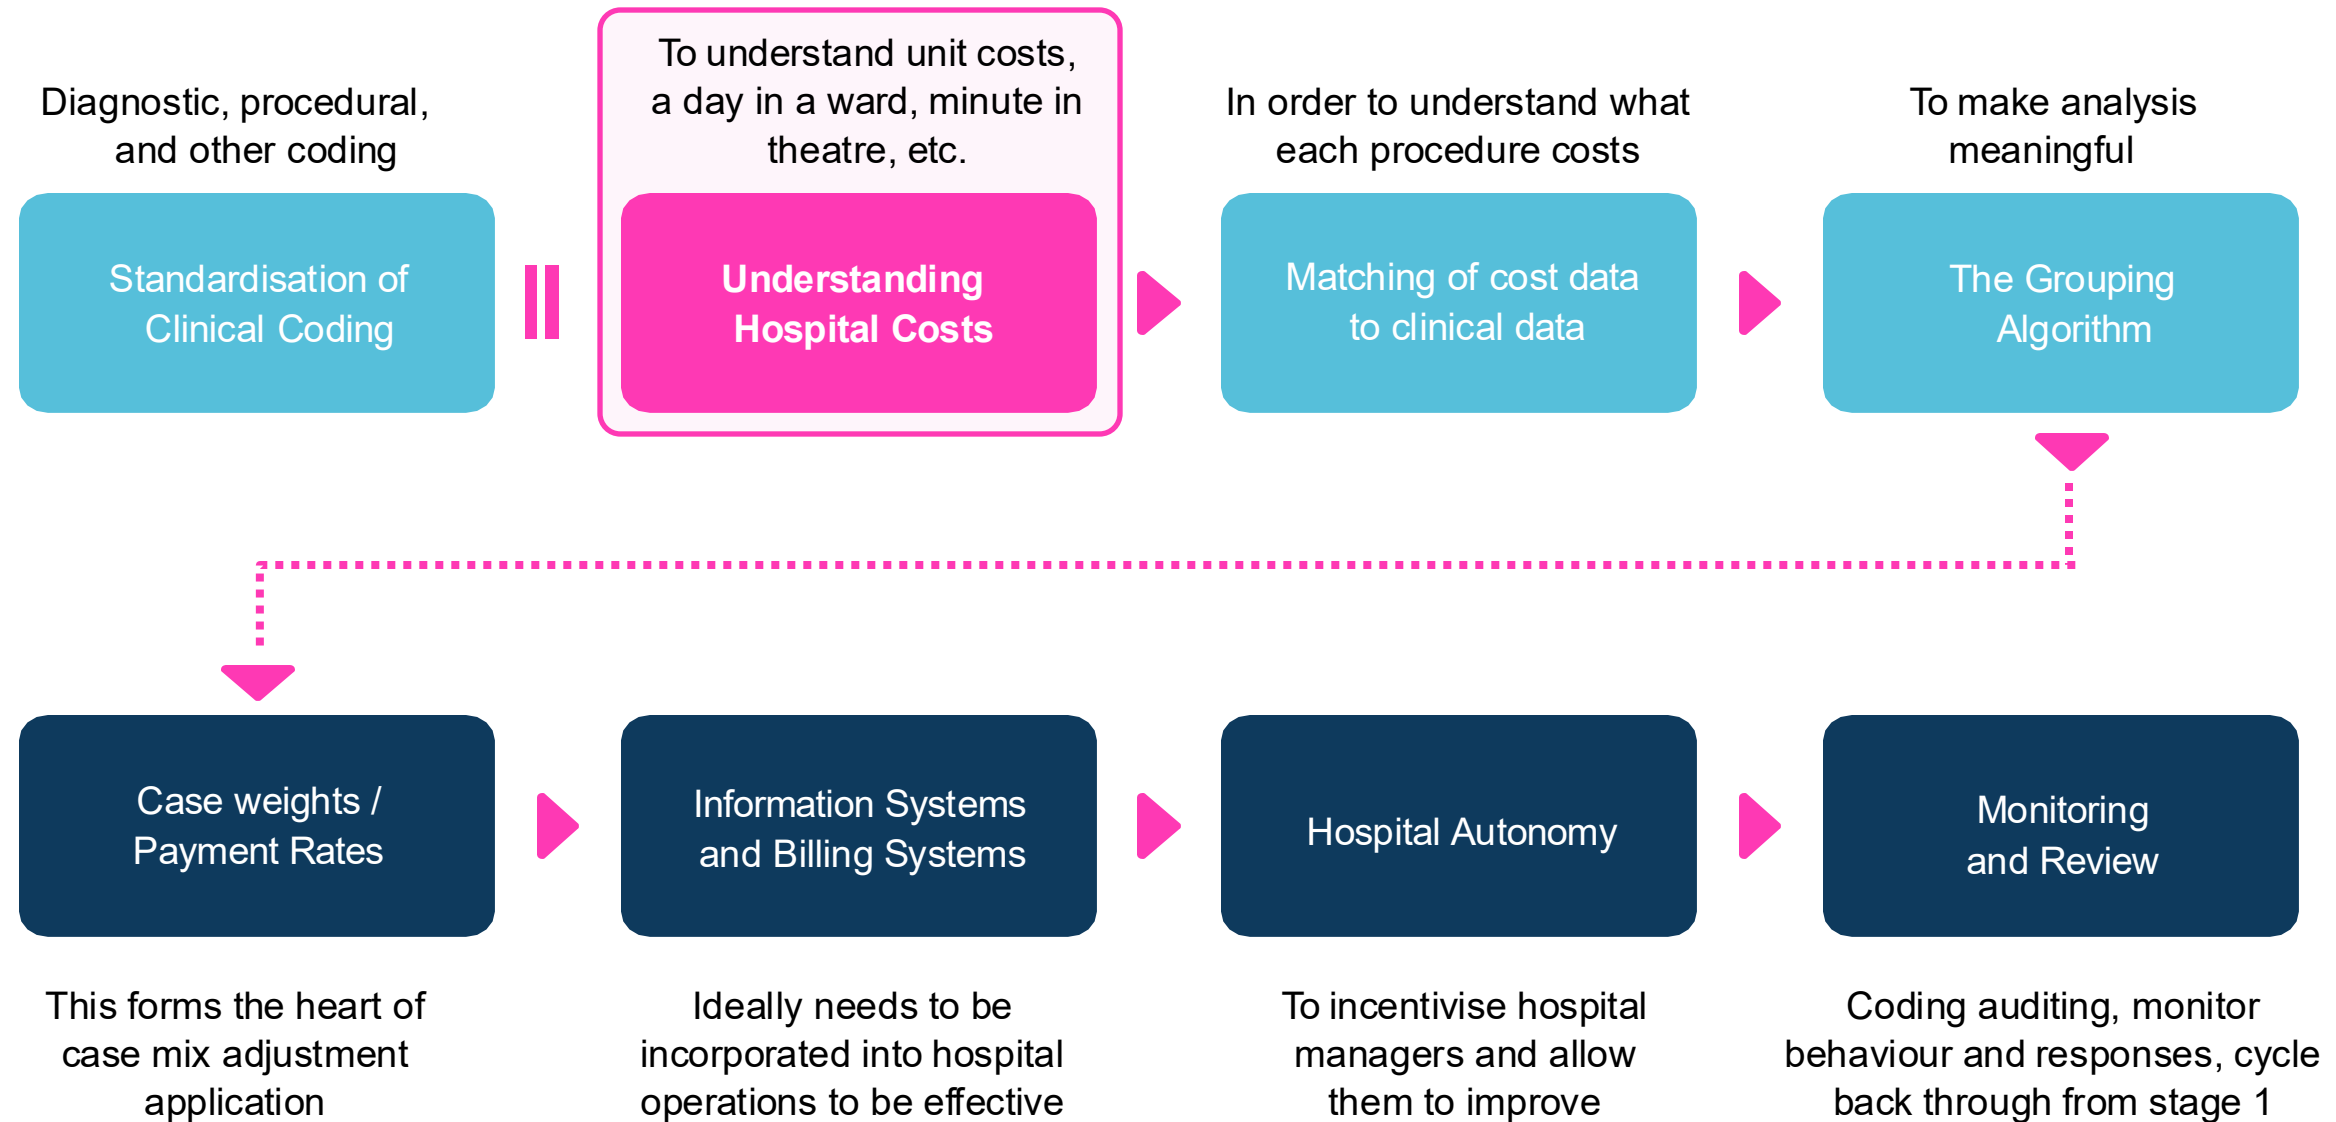 Diagnostic, procedural,
and other coding
Standardisation of
Clinical Coding
To understand unit costs,
a day in a ward, minute in
theatre, etc.
Understanding
Hospital Costs
In order to understand what
each procedure costs
Matching of cost data
to clinical data
To make analysis
meaningful
The Grouping
Algorithm
Case weights /
Payment Rates
This forms the heart of
case mix adjustment
application
Information Systems
and Billing Systems
Ideally needs to be
incorporated into hospital
operations to be effective
Hospital Autonomy
To incentivise hospital
managers and allow
them to improve
Monitoring
and Review
Coding auditing, monitor
behaviour and responses, cycle
back through from stage 1